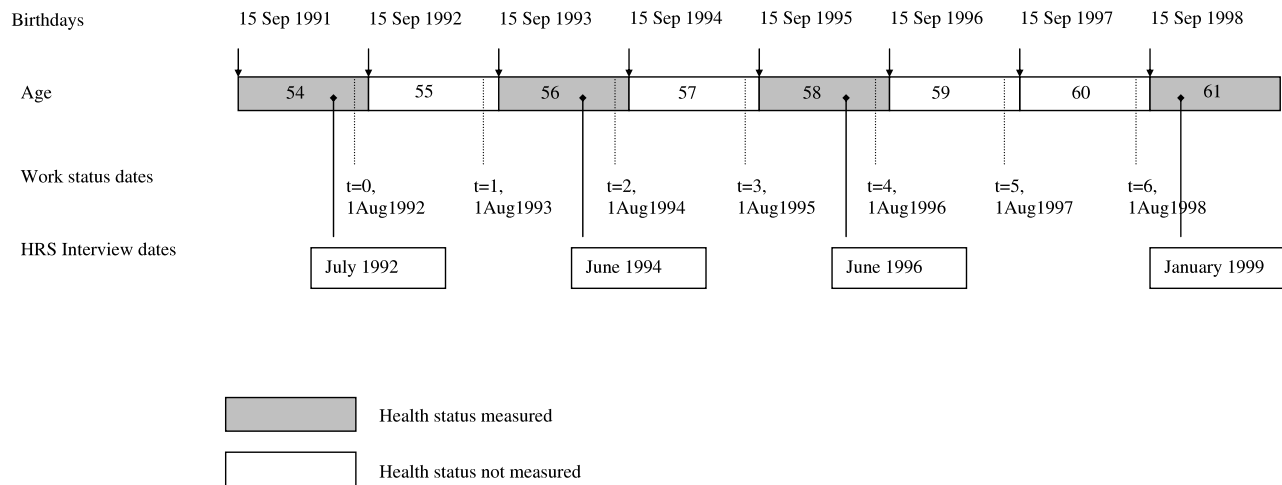 Birthdays 15 Sep 1991 15 Sep 1992 15 Sep 1993 15 Sep 1994 15 Sep 1995 15 Sep 1996 15 Sep 1997 15 Sep 1998
Age 54 55 56 57 58 59 60 61
Work status dates
t=0, t=1, t=2, t=3, t=4, t=5, t=6,
1Aug1992 1Aug1993 1Aug1994 1Aug1995 1Aug1996 1Aug1997 1Aug1998
HRS Interview dates
July 1992 June 1994 June 1996 January 1999
Health status measured
Health status not measured